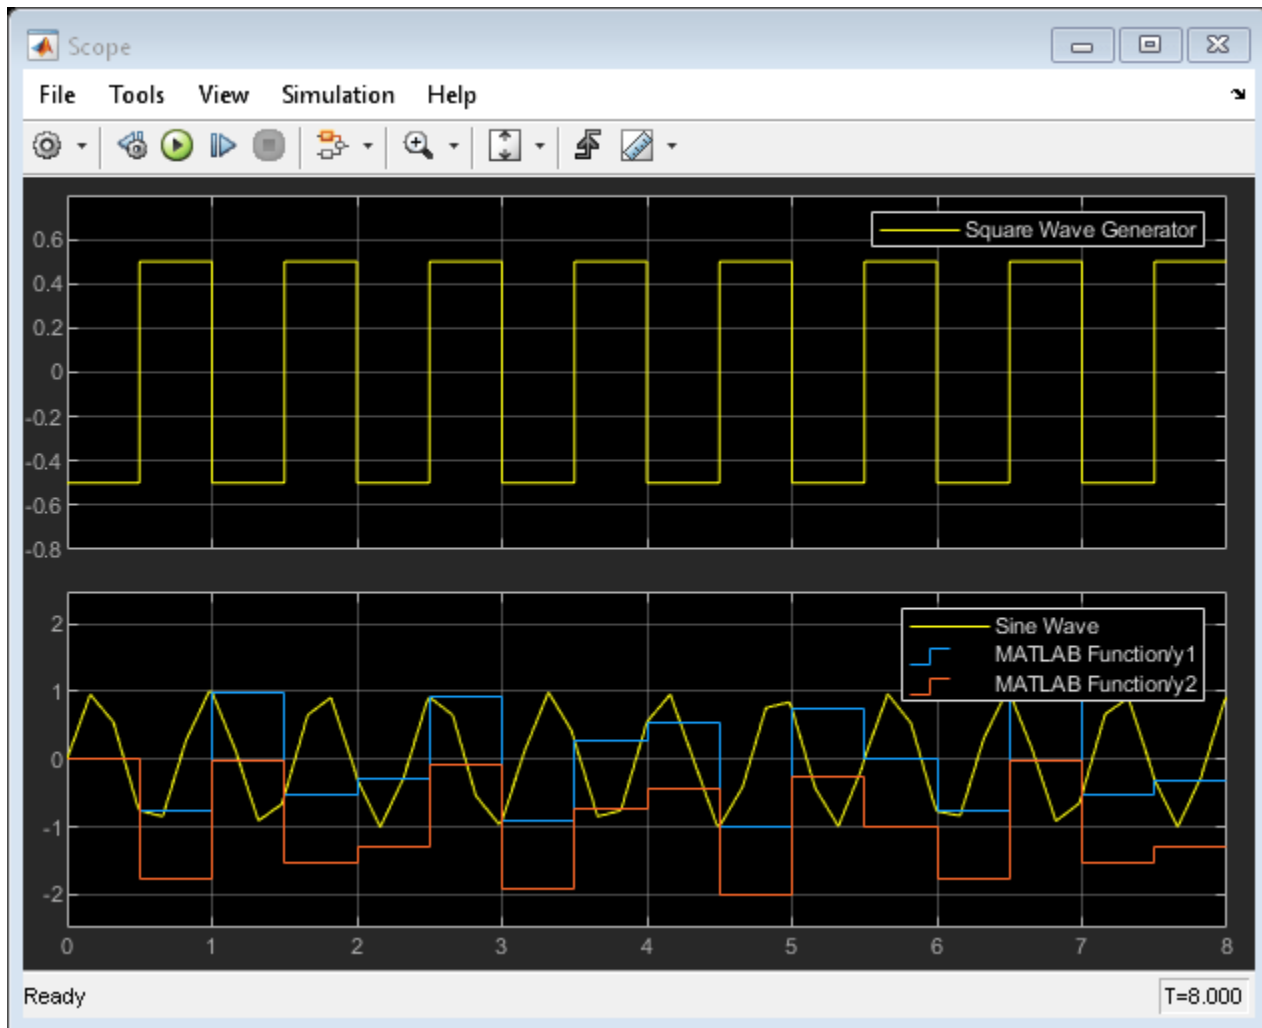 Scope
File Tools View Simulation Help
Square Wave Generator
0.6
0.4
0.2
0
-0.2
-0.4
-0.6
-0.8
Sine Wave
MATLAB Function/y1
MATLAB Function/y2
2
1
0
-1
-2
0 1 2 3 4 5 6 7 8
Ready T=8.000